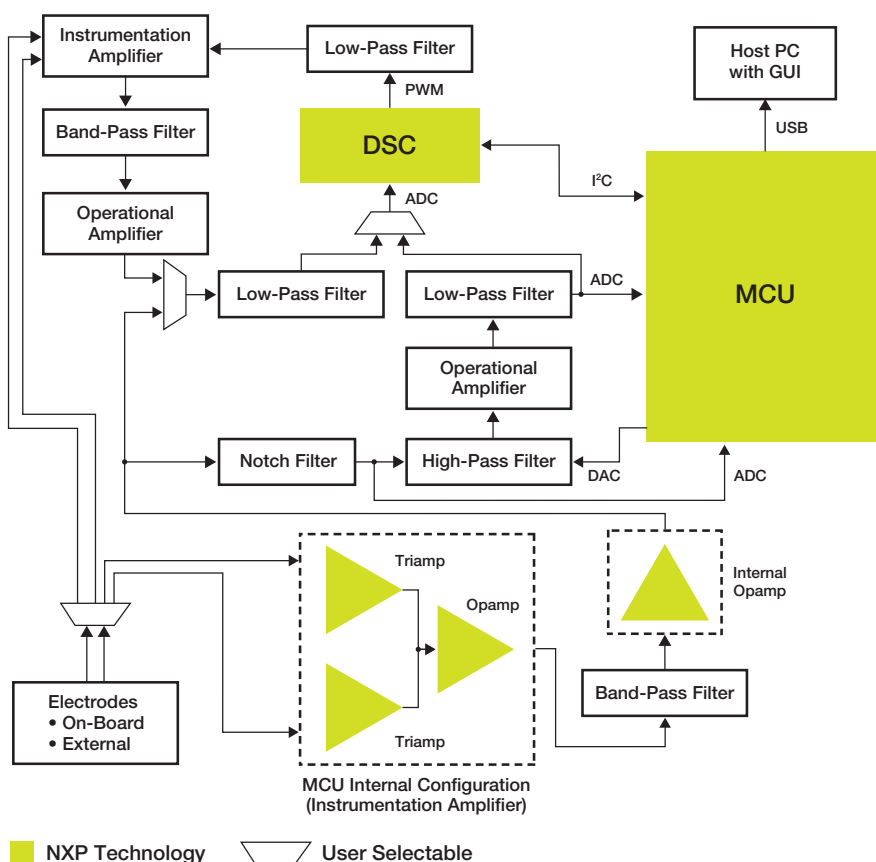 Instrumentation
Amplifier
Low-Pass Filter
Host PC
with GUI
PWM
USB
Band-Pass Filter
DSC
I²C
ADC
Operational
Amplifier
Low-Pass Filter
Low-Pass Filter
ADC
MCU
Operational
Amplifier
Notch Filter
High-Pass Filter
DAC
ADC
Triamp
Opamp
Internal
Opamp
Electrodes
• On-Board
• External
Triamp
Band-Pass Filter
MCU Internal Configuration
(Instrumentation Amplifier)
NXP Technology
User Selectable